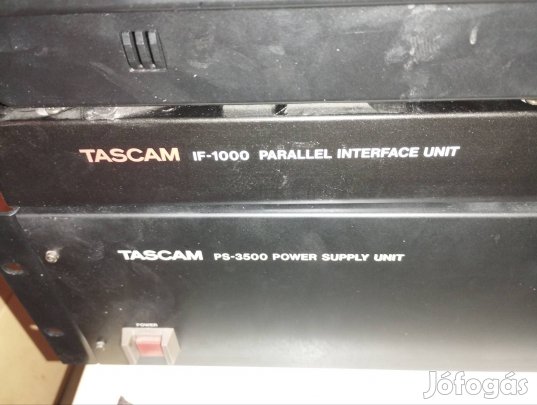 TASCAM IF-1000 PARALLEL INTERFACE UNIT
TASCAM PS-3500 POWER SUPPLY UNIT
POWER
Jófogás